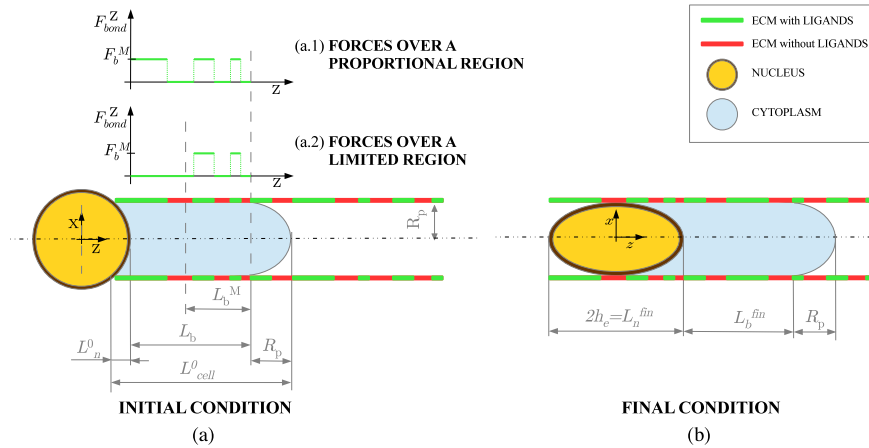 F_bond^Z
F_b^M
Z
(a.1) FORCES OVER A
PROPORTIONAL REGION
F_bond^Z
F_b^M
Z
(a.2) FORCES OVER A
LIMITED REGION
ECM with LIGANDS
ECM without LIGANDS
NUCLEUS
CYTOPLASM
X
Z
R_p
L_b^M
L_b
L_n^0
R_p
L_cell^0
INITIAL CONDITION
(a)
x
z
2h_e=L_n^fin
L_b^fin
R_p
FINAL CONDITION
(b)